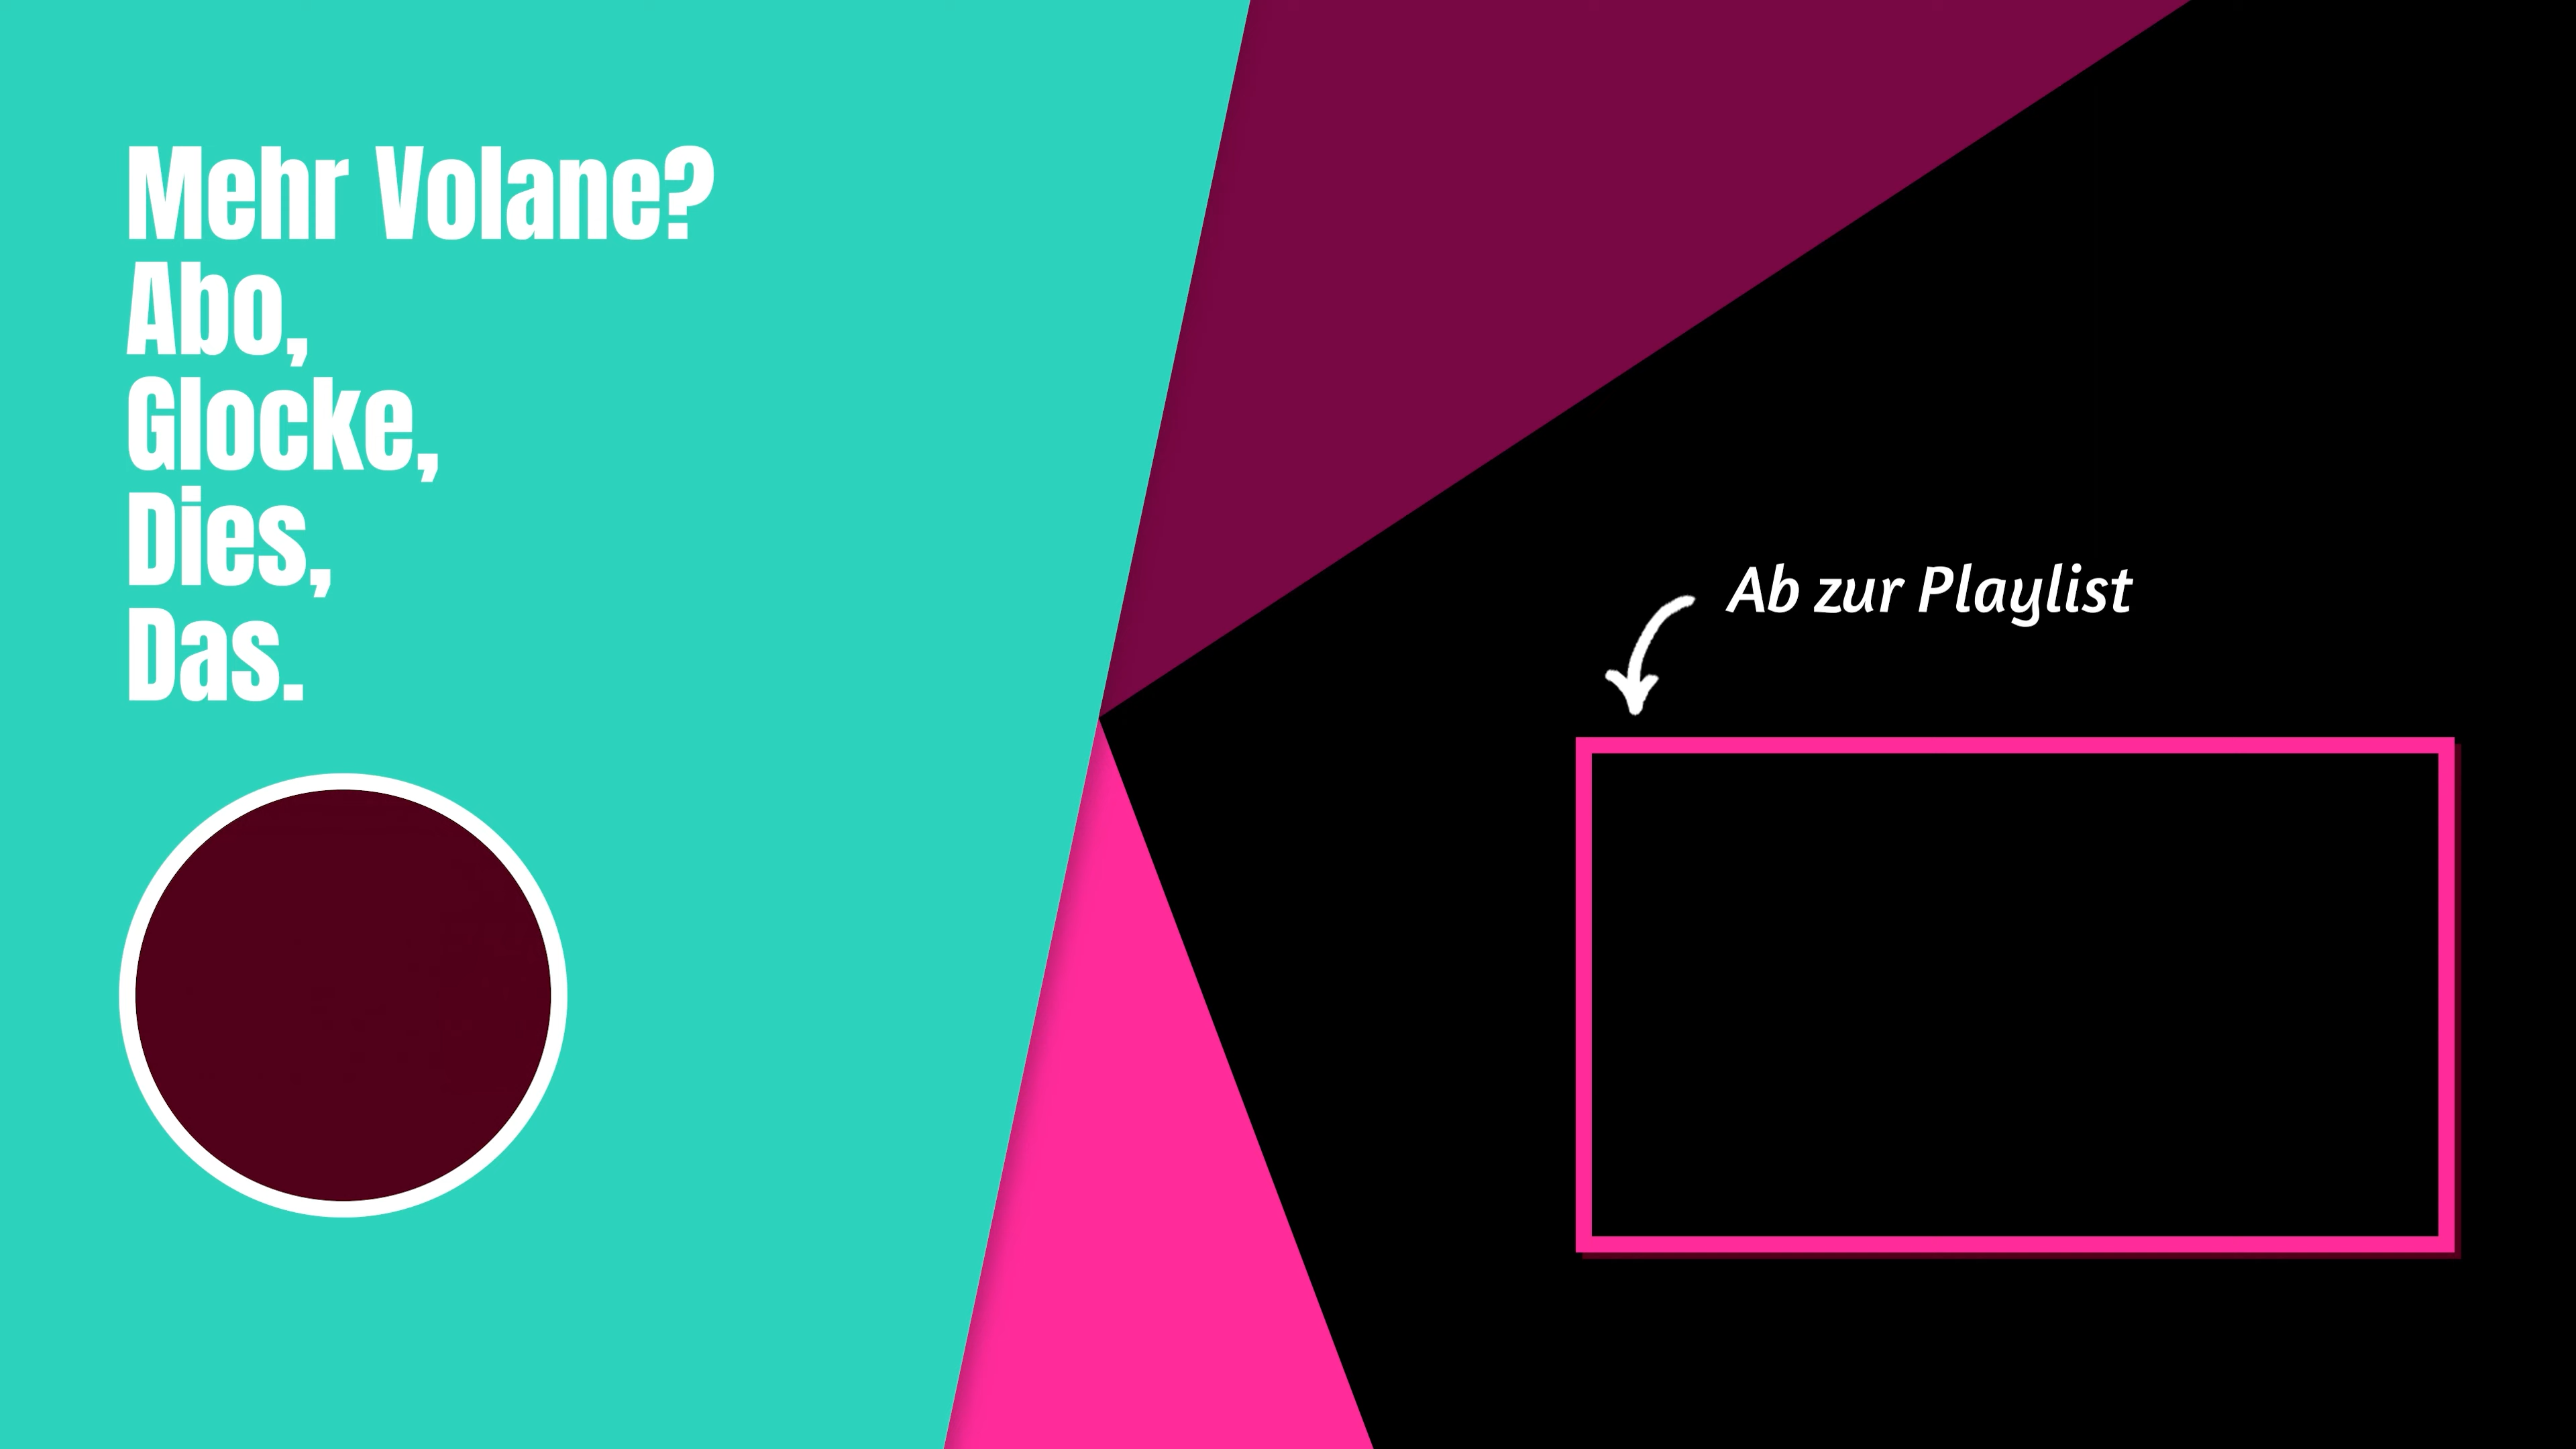 Mehr Volane?
Abo,
Glocke,
Dies,
Das.
Ab zur Playlist